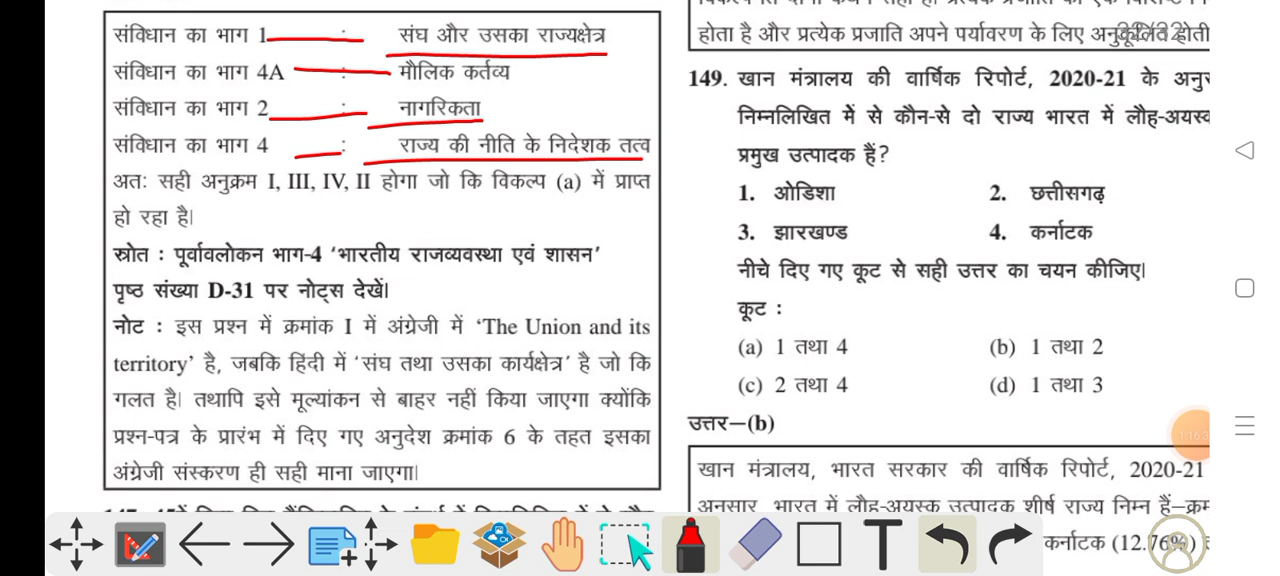 संविधान का भाग 1 : संघ और उसका राज्यक्षेत्र
संविधान का भाग 4A : मौलिक कर्तव्य
संविधान का भाग 2 : नागरिकता
संविधान का भाग 4 : राज्य की नीति के निदेशक तत्व
अतः सही अनुक्रम I, III, IV, II होगा जो कि विकल्प (a) में प्राप्त
हो रहा है।
स्रोत : पूर्वावलोकन भाग-4 ‘भारतीय राजव्यवस्था एवं शासन’
पृष्ठ संख्या D-31 पर नोट्स देखें।
नोट : इस प्रश्न में क्रमांक I में अंग्रेजी में ‘The Union and its
territory’ है, जबकि हिंदी में ‘संघ तथा उसका कार्यक्षेत्र’ है जो कि
गलत है। तथापि इसे मूल्यांकन से बाहर नहीं किया जाएगा क्योंकि
प्रश्न-पत्र के प्रारंभ में दिए गए अनुदेश क्रमांक 6 के तहत इसका
अंग्रेजी संस्करण ही सही माना जाएगा।
होता है और प्रत्येक प्रजाति अपने पर्यावरण के लिए अनुकूलित होती
149. खान मंत्रालय की वार्षिक रिपोर्ट, 2020-21 के
निम्नलिखित में से कौन-से दो राज्य भारत में
प्रमुख उत्पादक हैं?
1. ओडिशा 2. छत्तीसगढ़
3. झारखण्ड 4. कर्नाटक
नीचे दिए गए कूट से सही उत्तर का चयन कीजिए।
कूट :
(a) 1 तथा 4 (b) 1 तथा 2
(c) 2 तथा 4 (d) 1 तथा 3
उत्तर–(b)
खान मंत्रालय, भारत सरकार की वार्षिक रिपोर्ट, 2020-21
अनुसार, भारत में लौह-अयस्क उत्पादक शीर्ष राज्य निम्न हैं–
कर्नाटक (12.76%)